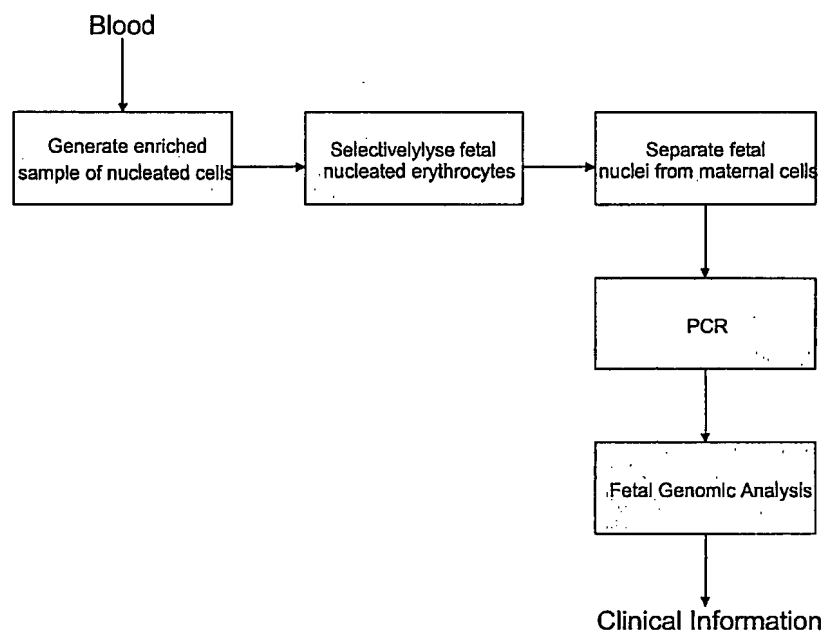 Blood
Generate enriched
sample of nucleated cells
Selectivelylyse fetal
nucleated erythrocytes
Separate fetal
nuclei from maternal cells
PCR
Fetal Genomic Analysis
Clinical Information